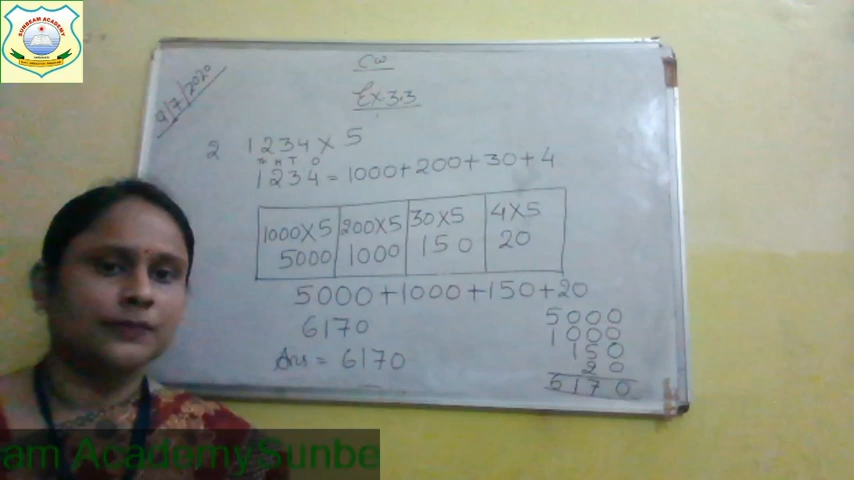 SUNBEAM ACADEMY
9/7/2020
CW
Ex-3.3
2 1234 × 5
H T O
1234 = 1000+200+30+4
1000×5 200×5 30×5 4×5
5000 1000 150 20
5000+1000+150+20
6170
Ans = 6170
5000
1000
150
20
6170
am AcademySunbe